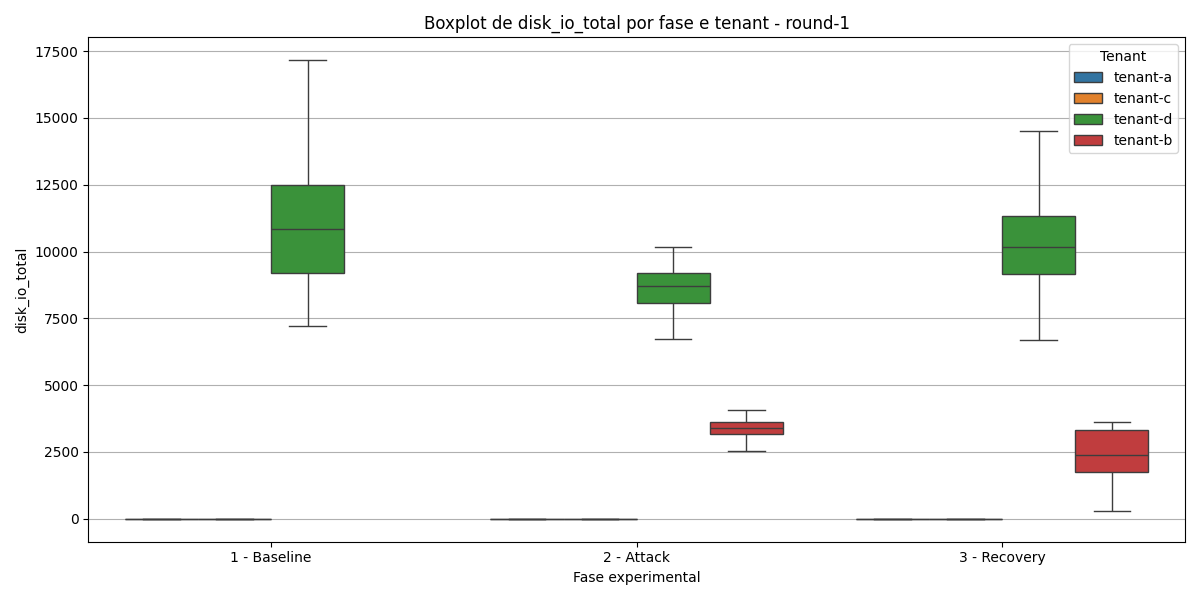 Boxplot de disk_io_total por fase e tenant - round-1
Tenant
tenant-a
tenant-c
tenant-d
tenant-b
disk_io_total
17500
15000
12500
10000
7500
5000
2500
0
1 - Baseline
2 - Attack
3 - Recovery
Fase experimental